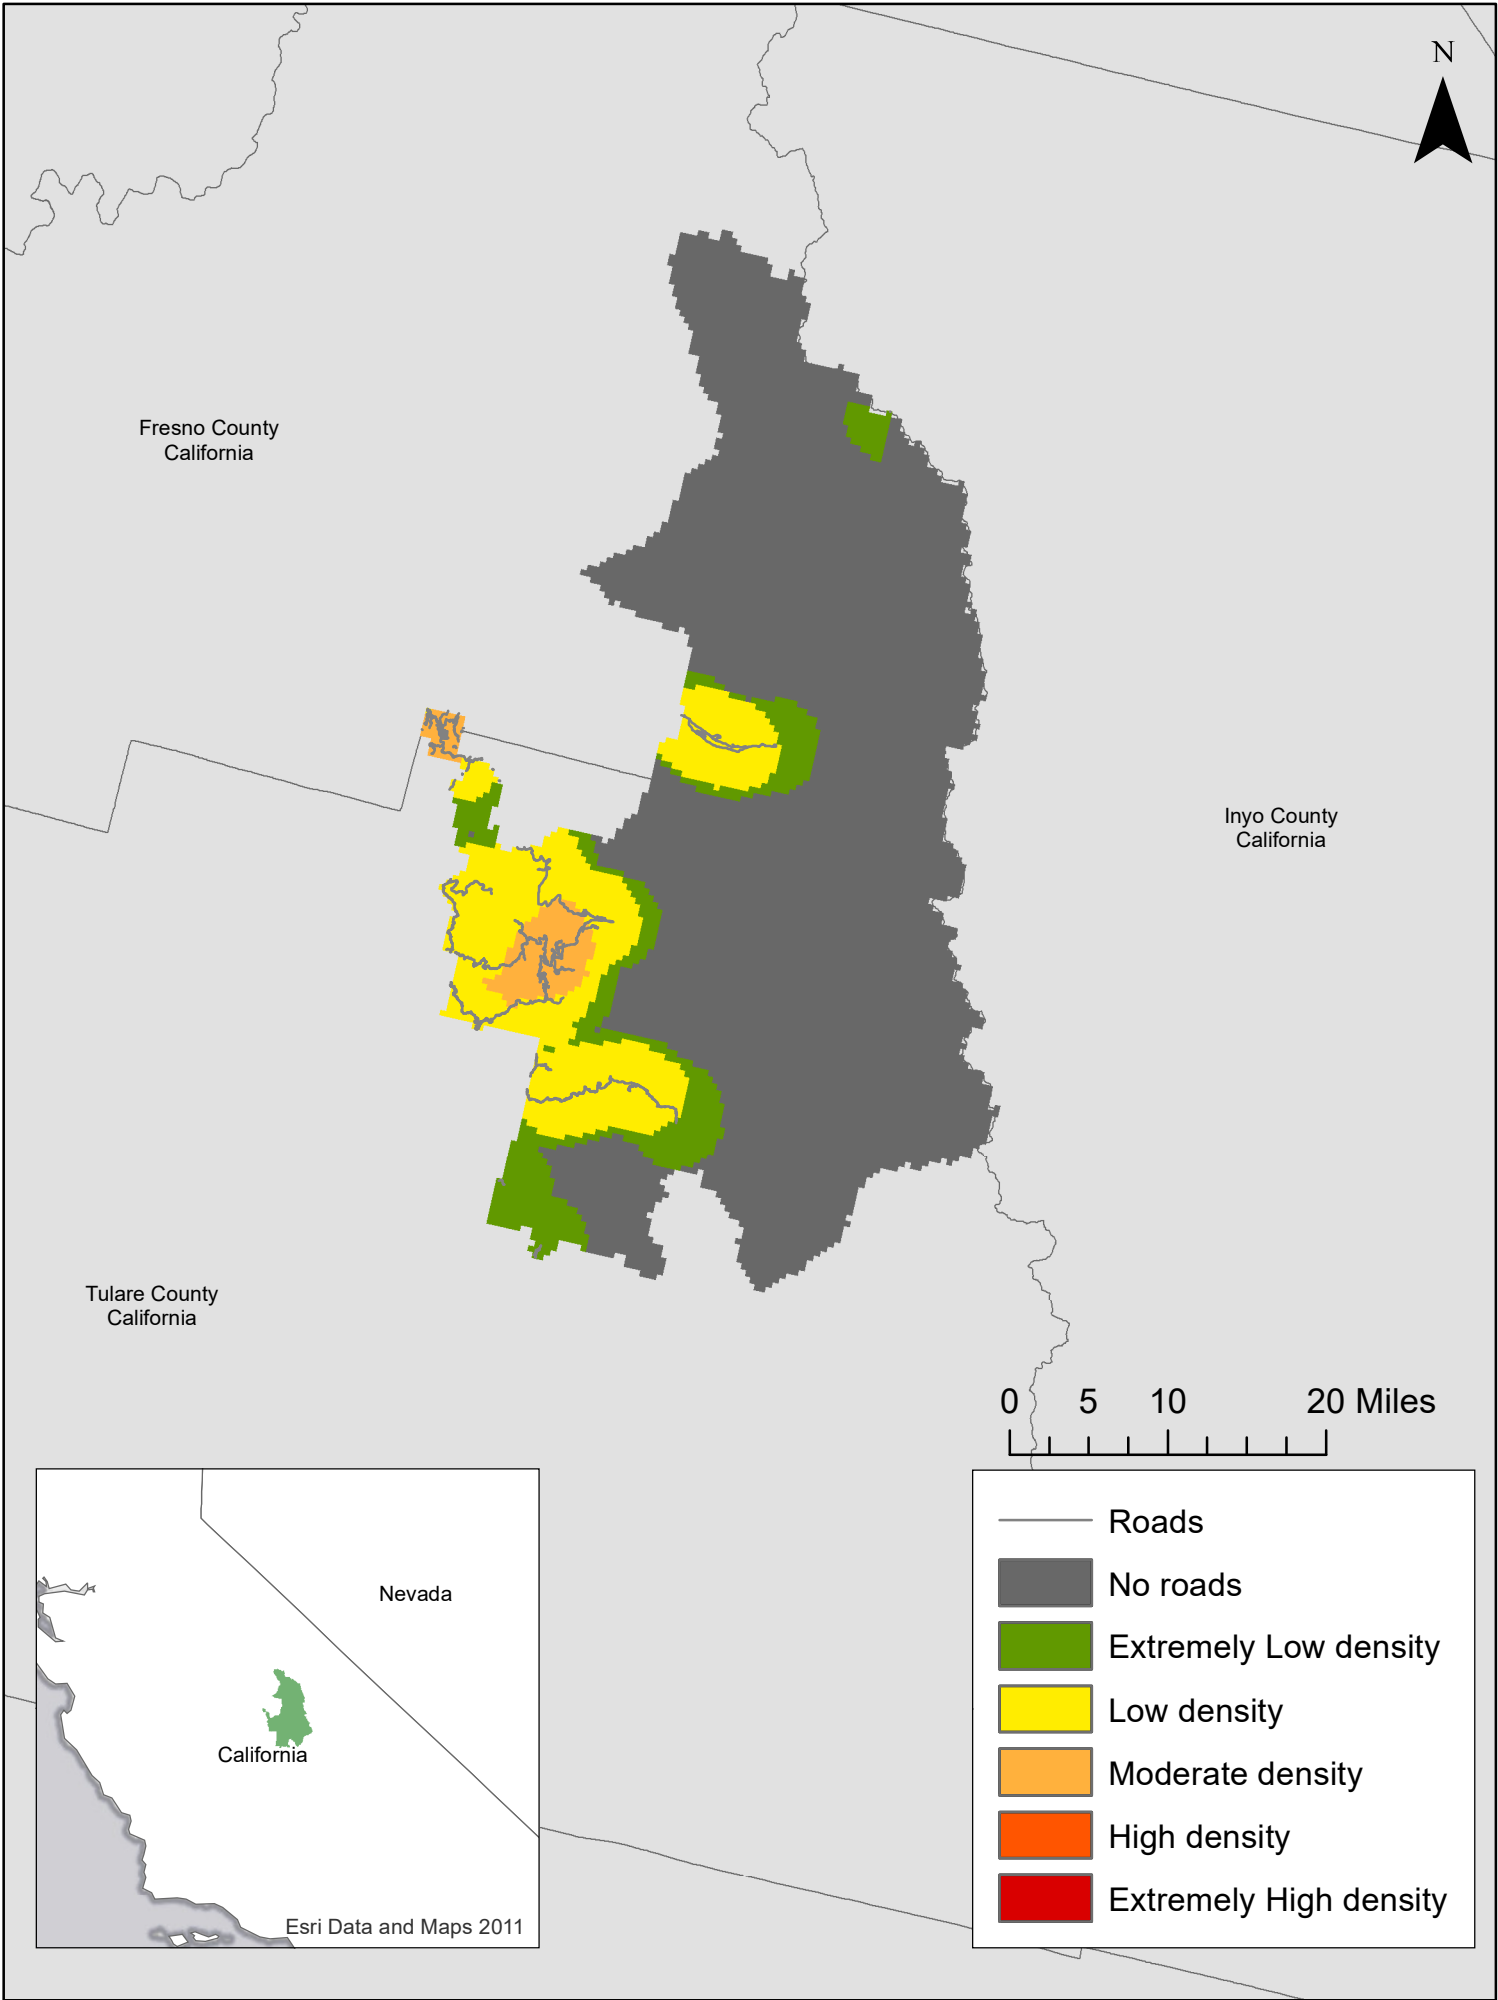 N
Fresno County
California
Inyo County
California
Tulare County
California
0 5 10 20 Miles
Roads
No roads
Extremely Low density
Low density
Moderate density
High density
Extremely High density
Nevada
California
Esri Data and Maps 2011